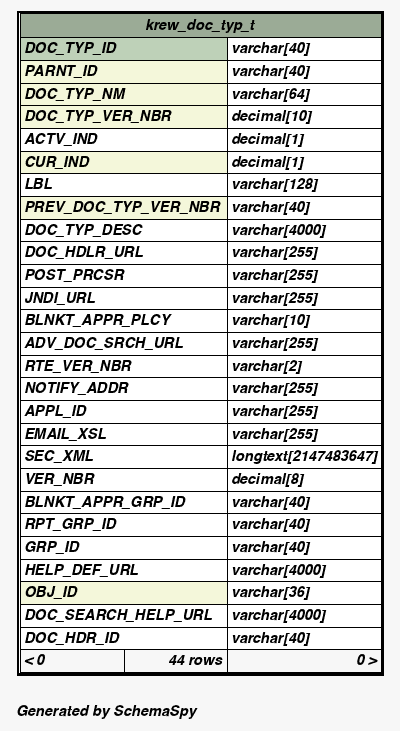 krew_doc_typ_t
DOC_TYP_ID varchar[40]
PARNT_ID varchar[40]
DOC_TYP_NM varchar[64]
DOC_TYP_VER_NBR decimal[10]
ACTV_IND decimal[1]
CUR_IND decimal[1]
LBL varchar[128]
PREV_DOC_TYP_VER_NBR varchar[40]
DOC_TYP_DESC varchar[4000]
DOC_HDLR_URL varchar[255]
POST_PRCSR varchar[255]
JNDI_URL varchar[255]
BLNKT_APPR_PLCY varchar[10]
ADV_DOC_SRCH_URL varchar[255]
RTE_VER_NBR varchar[2]
NOTIFY_ADDR varchar[255]
APPL_ID varchar[255]
EMAIL_XSL varchar[255]
SEC_XML longtext[2147483647]
VER_NBR decimal[8]
BLNKT_APPR_GRP_ID varchar[40]
RPT_GRP_ID varchar[40]
GRP_ID varchar[40]
HELP_DEF_URL varchar[4000]
OBJ_ID varchar[36]
DOC_SEARCH_HELP_URL varchar[4000]
DOC_HDR_ID varchar[40]
< 0 44 rows 0 >
Generated by SchemaSpy